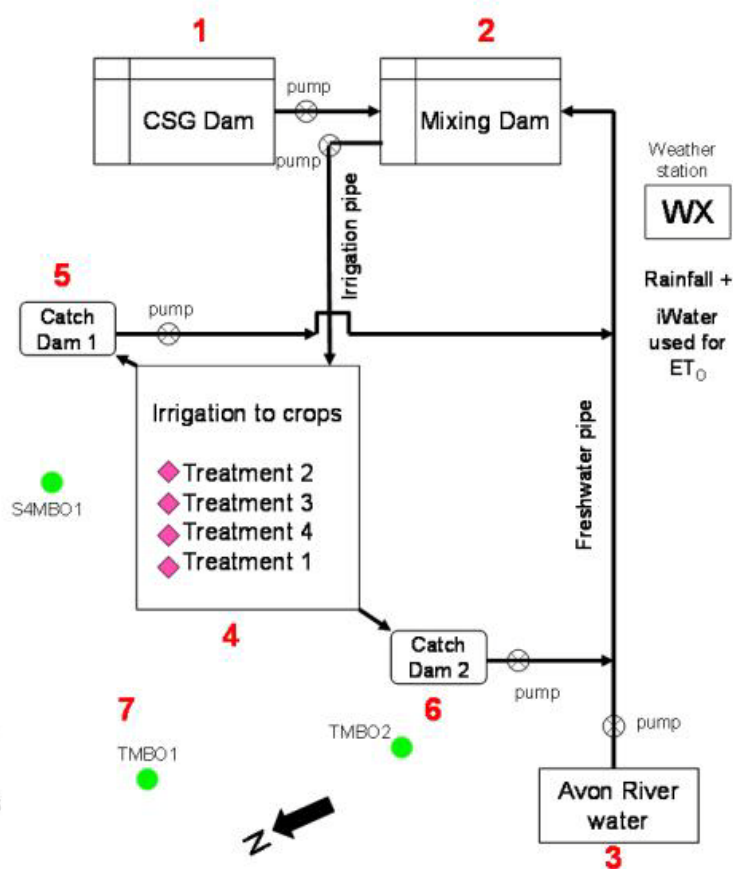 1
2
pump
CSG Dam
Mixing Dam
pump
Weather
station
WX
Irrigation pipe
Rainfall +
iWater
used for
ETO
5
pump
Catch
Dam 1
Irrigation to crops
Treatment 2
Treatment 3
Treatment 4
Treatment 1
S4MBO1
Freshwater pipe
4
Catch
Dam 2
pump
6
7
TMBO2
TMBO1
pump
N
Avon River
water
3